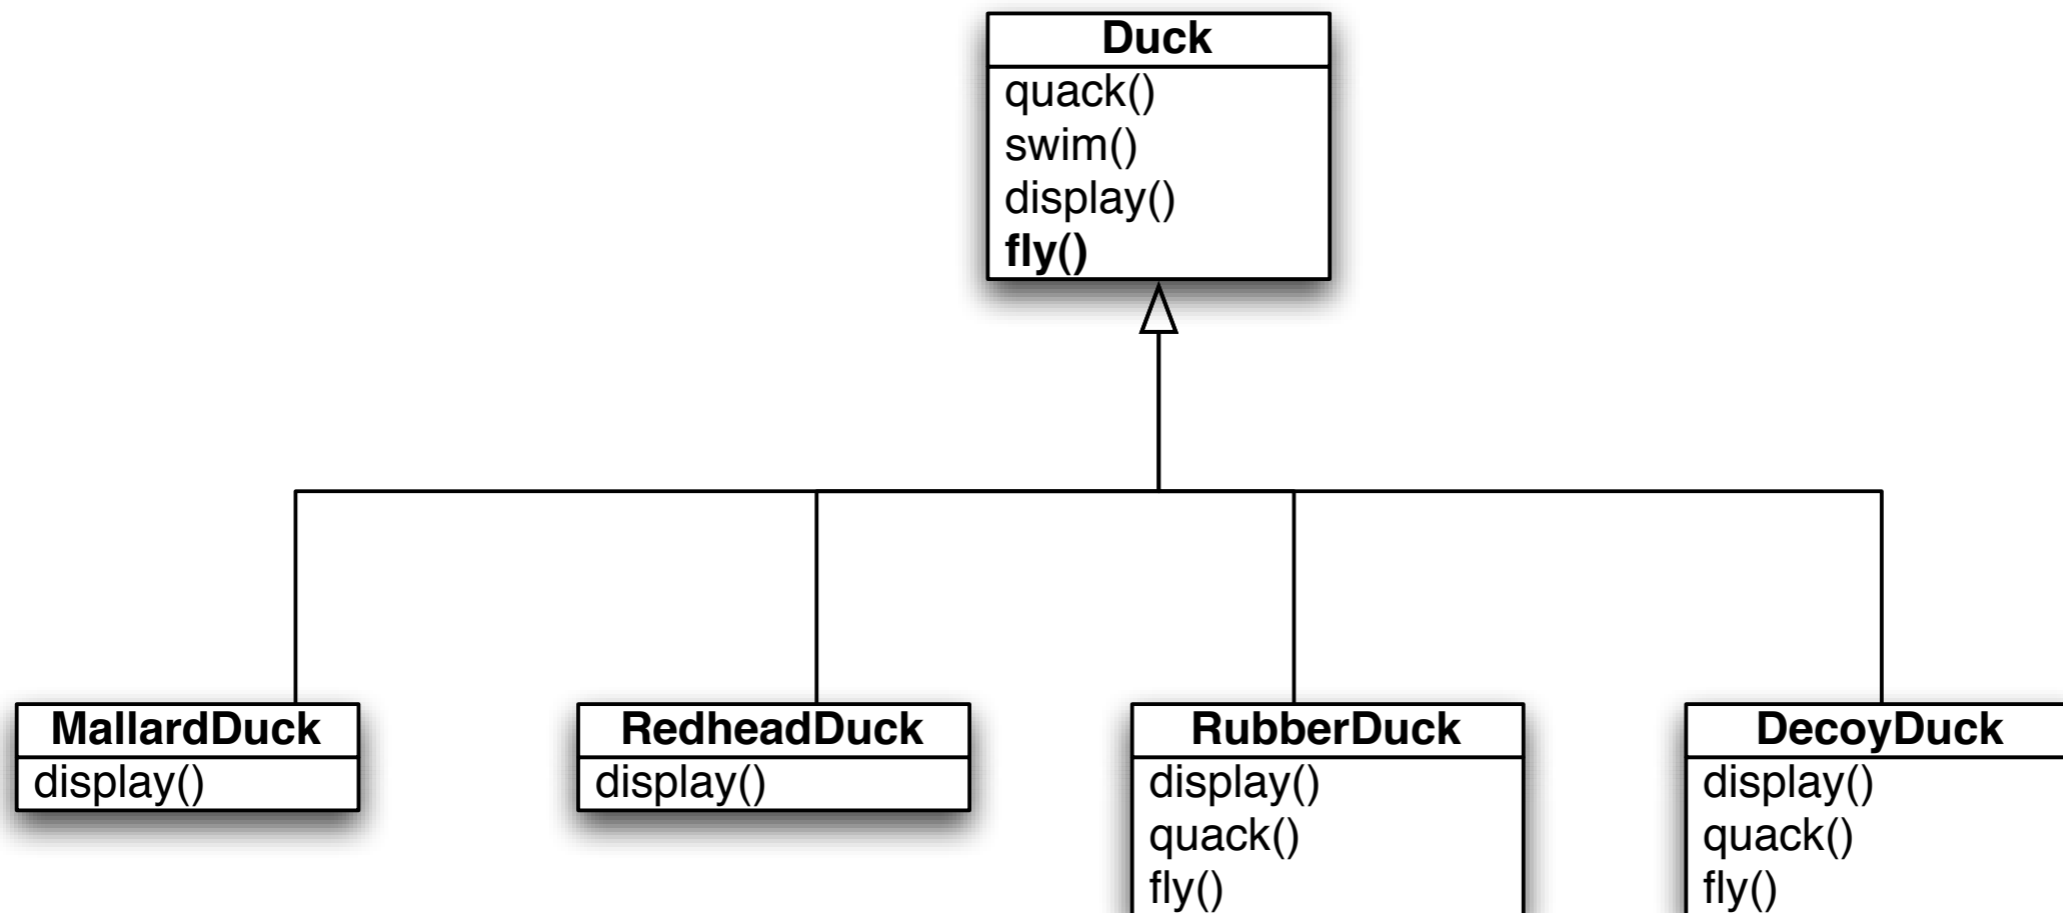 Duck
quack()
swim()
display()
fly()
MallardDuck
display()
RedheadDuck
display()
RubberDuck
display()
quack()
fly()
DecoyDuck
display()
quack()
fly()